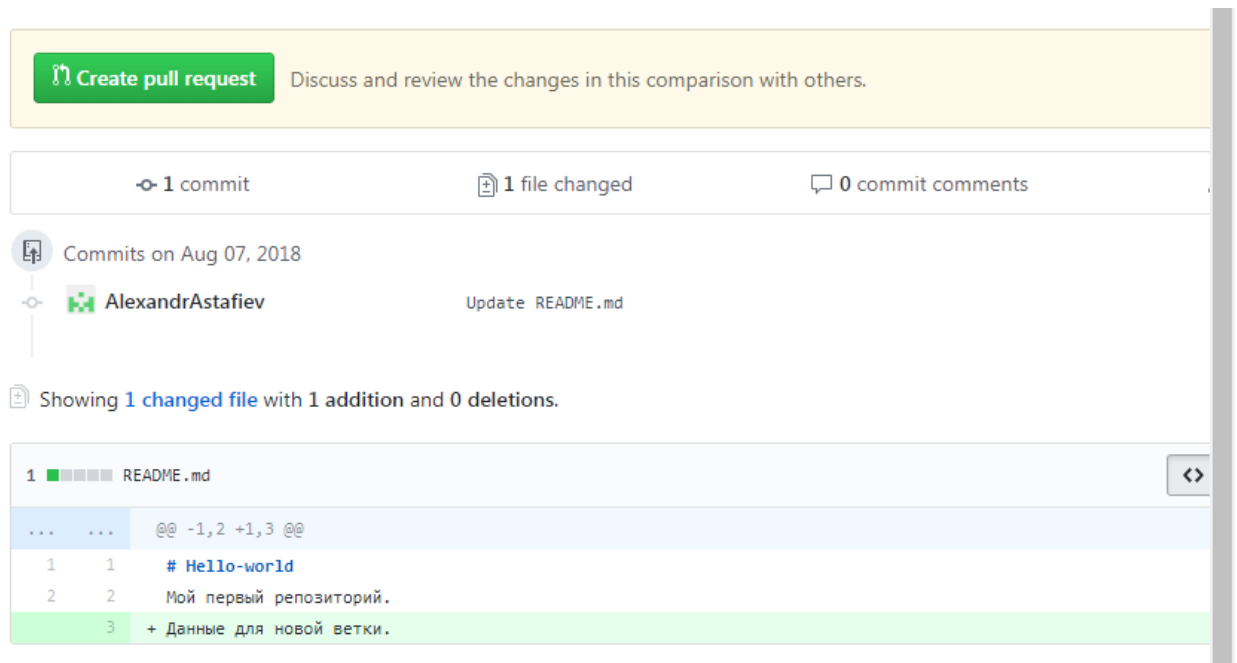 Create pull request Discuss and review the changes in this comparison with others.
1 commit 1 file changed 0 commit comments
Commits on Aug 07, 2018
AlexandrAstafiev Update README.md
Showing 1 changed file with 1 addition and 0 deletions.
1 README.md <>
... ... @@ -1,2 +1,3 @@
1 1 # Hello-world
2 2 Мой первый репозиторий.
3 + Данные для новой ветки.